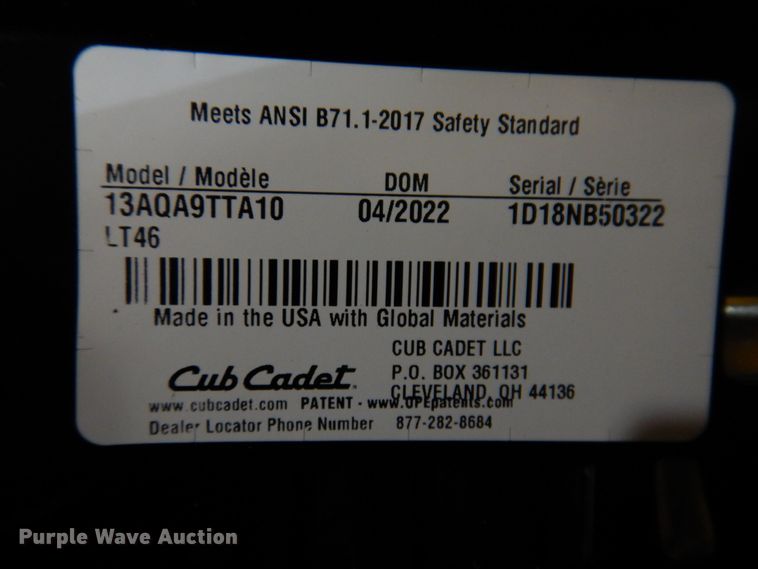 Meets ANSI B71.1-2017 Safety Standard
Model / Modèle DOM Serial / Sèrie
13AQA9TTA10 04/2022 1D18NB50322
LT46
Made in the USA with Global Materials
CUB CADET LLC
Cub Cadet P.O. BOX 361131
CLEVELAND, OH 44136
www.cubcadet.com PATENT - www.OPEpatents.com
Dealer Locator Phone Number 877-282-8684
Purple Wave Auction